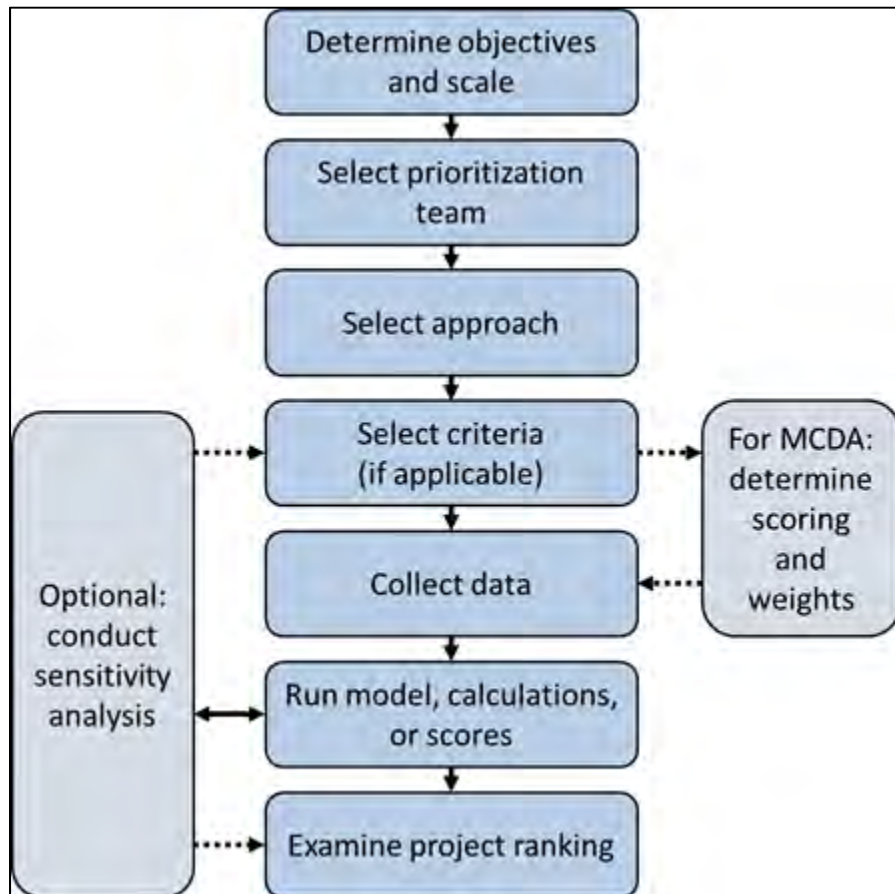 Determine objectives
and scale
Select prioritization
team
Select approach
Select criteria
(if applicable)
For MCDA:
determine
scoring
and
weights
Collect data
Optional:
conduct
sensitivity
analysis
Run model, calculations,
or scores
Examine project ranking